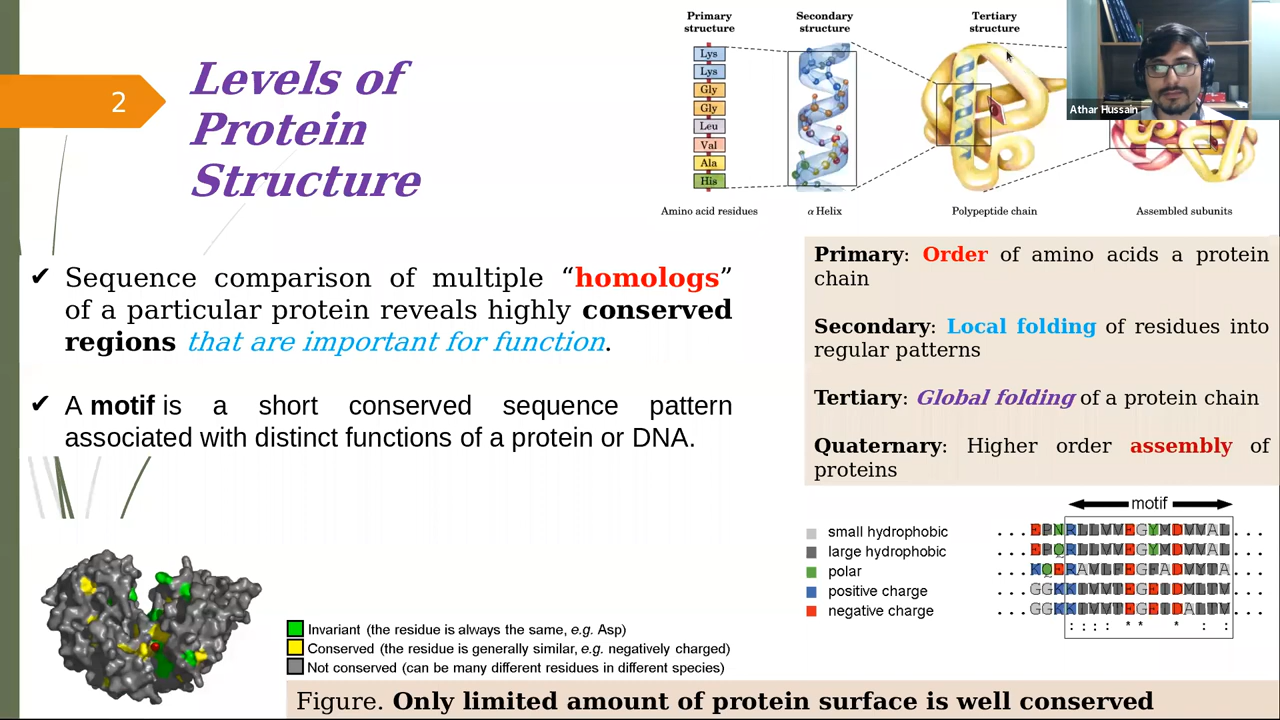 2
Levels of
Protein
Structure
Primary
structure
Secondary
structure
Tertiary
structure
Lys
Lys
Gly
Gly
Leu
Val
Ala
His
Amino acid residues
α Helix
Polypeptide chain
Assembled subunits
Athar Hussain
✔ Sequence comparison of multiple “homologs”
of a particular protein reveals highly conserved
regions that are important for function.
✔ A motif is a short conserved sequence pattern
associated with distinct functions of a protein or DNA.
Primary: Order of amino acids a protein
chain
Secondary: Local folding of residues into
regular patterns
Tertiary: Global folding of a protein chain
Quaternary: Higher order assembly of
proteins
motif
small hydrophobic
large hydrophobic
polar
positive charge
negative charge
...EPNRLLVVEGYMDVVAL...
...EPQRLLVVEGYMDVVAL...
...KQERAVLFEGFADVYTA...
...GGKKIVVTEGEIDMLTV...
...GGKKIVVTEGEIDALTV...
: : : : * * * : :
Invariant (the residue is always the same, e.g. Asp)
Conserved (the residue is generally similar, e.g. negatively charged)
Not conserved (can be many different residues in different species)
Figure. Only limited amount of protein surface is well conserved